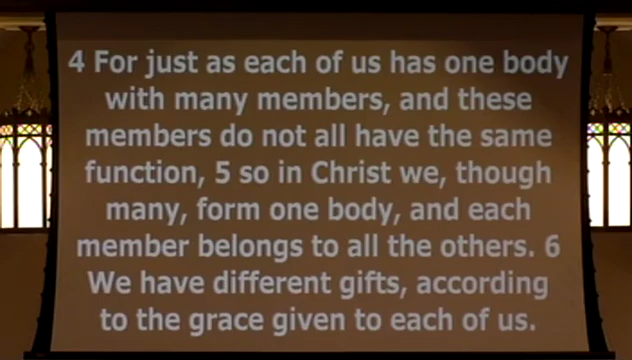 4 For just as each of us has one body
with many members, and these
members do not all have the same
function, 5 so in Christ we, though
many, form one body, and each
member belongs to all the others. 6
We have different gifts, according
to the grace given to each of us.